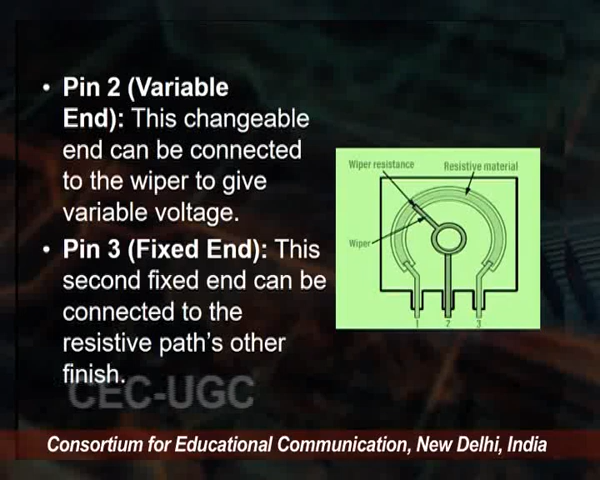 • Pin 2 (Variable
End): This changeable
end can be connected
to the wiper to give
variable voltage.
• Pin 3 (Fixed End): This
second fixed end can be
connected to the
resistive path's other
finish.
Wiper resistance
Resistive material
Wiper
1 2 3
CEC-UGC
Consortium for Educational Communication, New Delhi, India